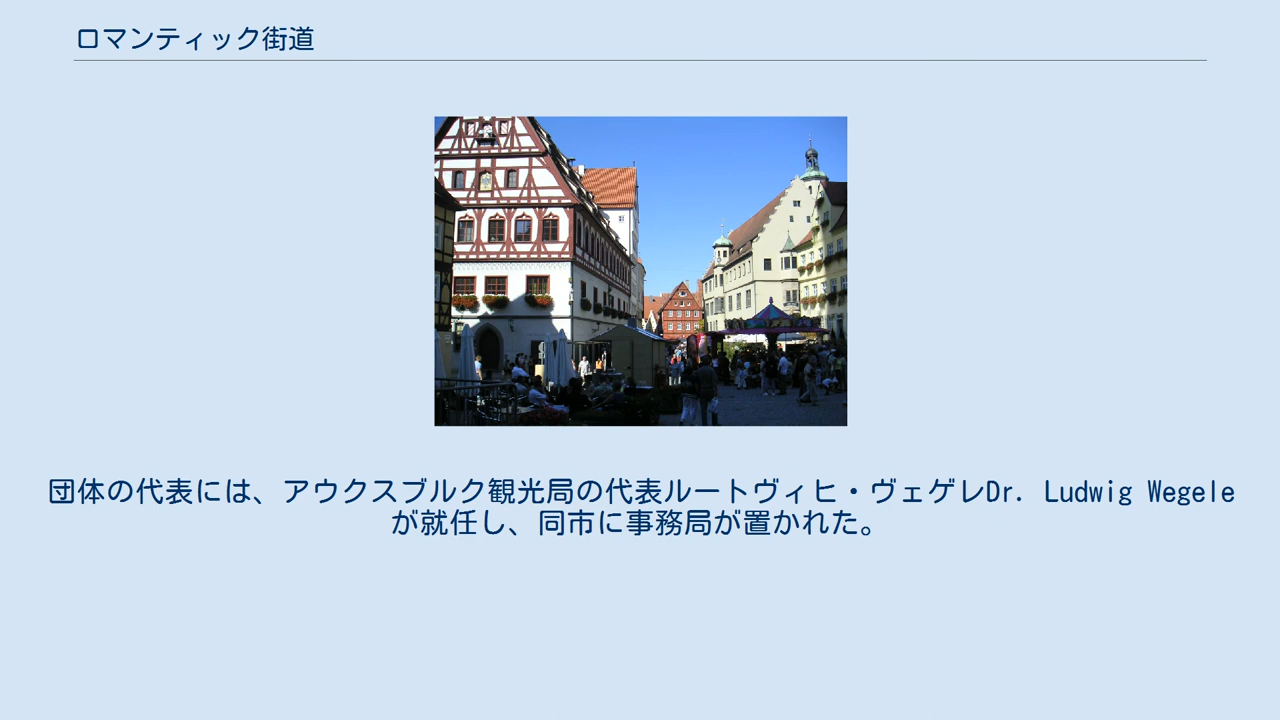 ロマンティック街道
団体の代表には、アウクスブルク観光局の代表ルートヴィヒ・ヴェゲレDr. Ludwig Wegele
が就任し、同市に事務局が置かれた。